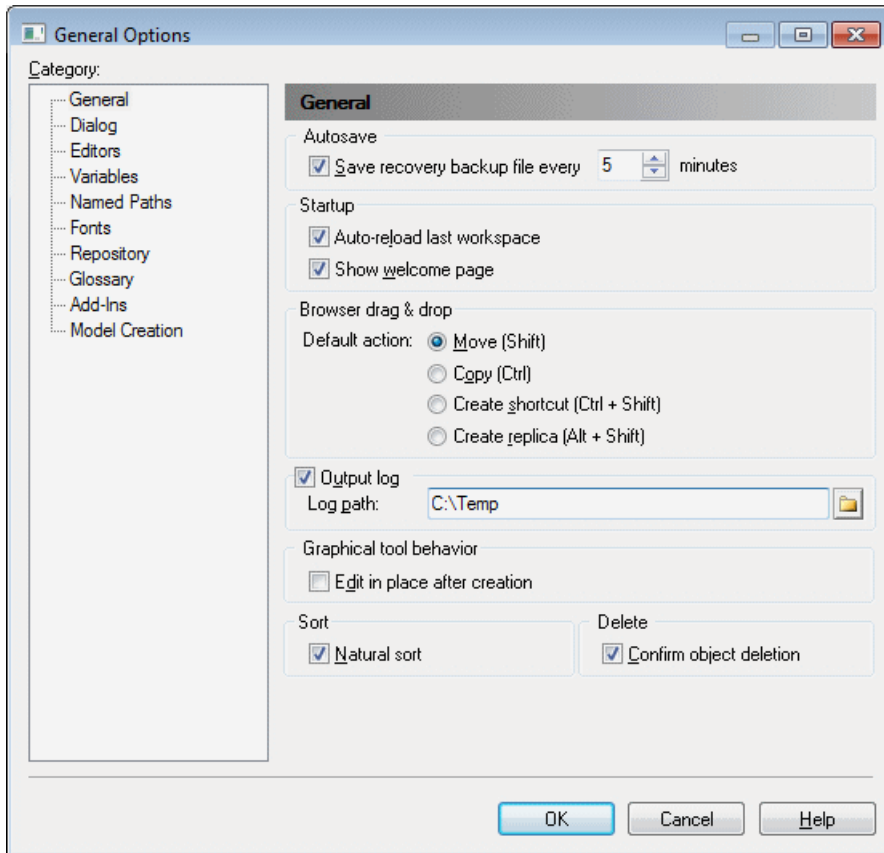 General Options
Category:
General
Dialog
Editors
Variables
Named Paths
Fonts
Repository
Glossary
Add-Ins
Model Creation
General
Autosave
Save recovery backup file every 5 minutes
Startup
Auto-reload last workspace
Show welcome page
Browser drag & drop
Default action: Move (Shift)
Copy (Ctrl)
Create shortcut (Ctrl + Shift)
Create replica (Alt + Shift)
Output log
Log path: C:\Temp
Graphical tool behavior
Edit in place after creation
Sort
Natural sort
Delete
Confirm object deletion
OK Cancel Help